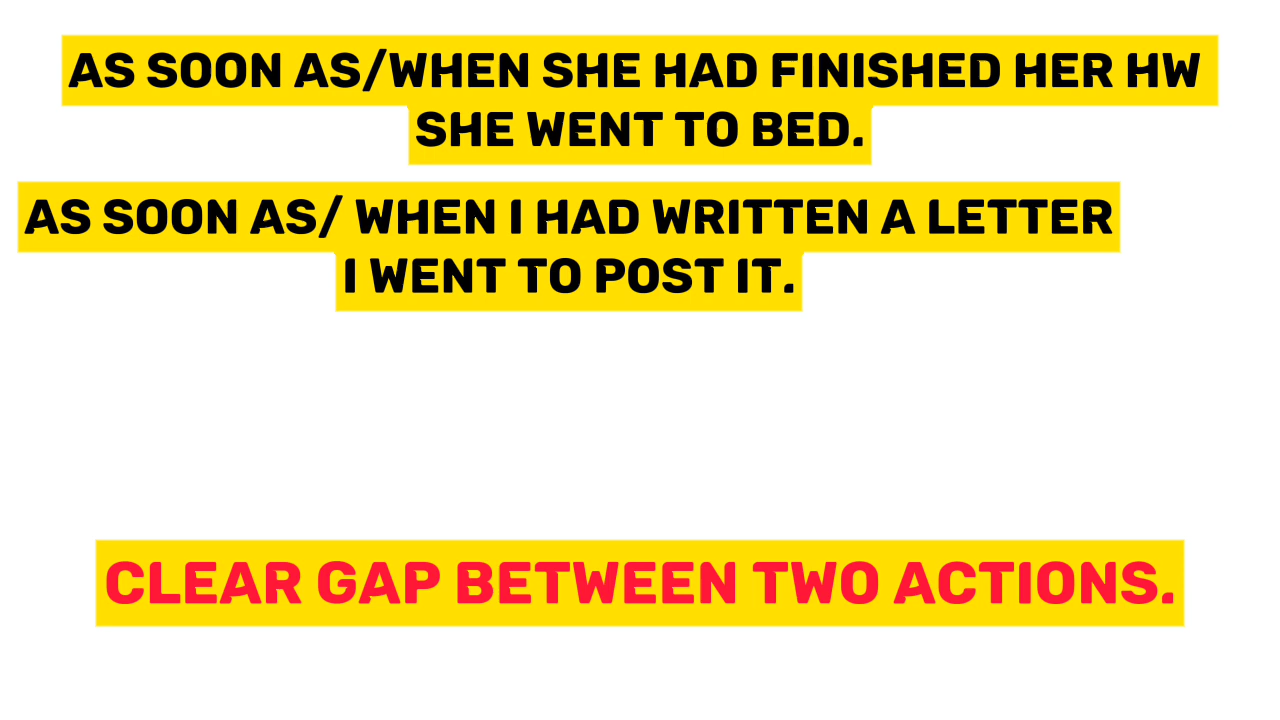 AS SOON AS/WHEN SHE HAD FINISHED HER HW
SHE WENT TO BED.
AS SOON AS/ WHEN I HAD WRITTEN A LETTER
I WENT TO POST IT.
CLEAR GAP BETWEEN TWO ACTIONS.